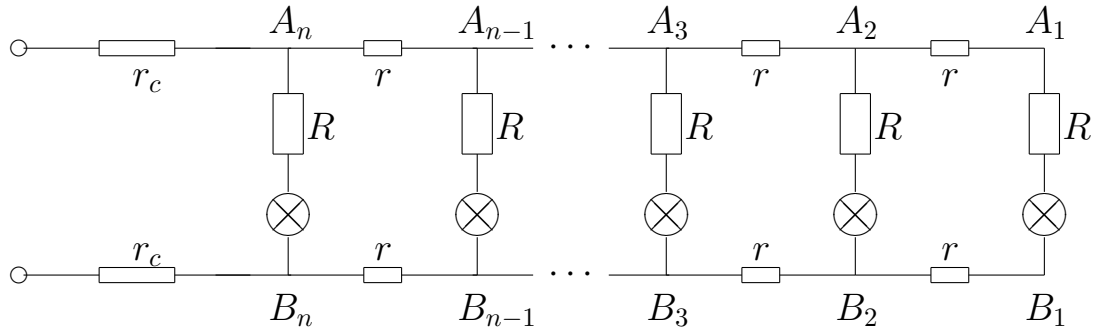 A_n A_{n-1} ... A_3 A_2 A_1
r_c r r r
R R R R R
r_c r r r
B_n B_{n-1} ... B_3 B_2 B_1